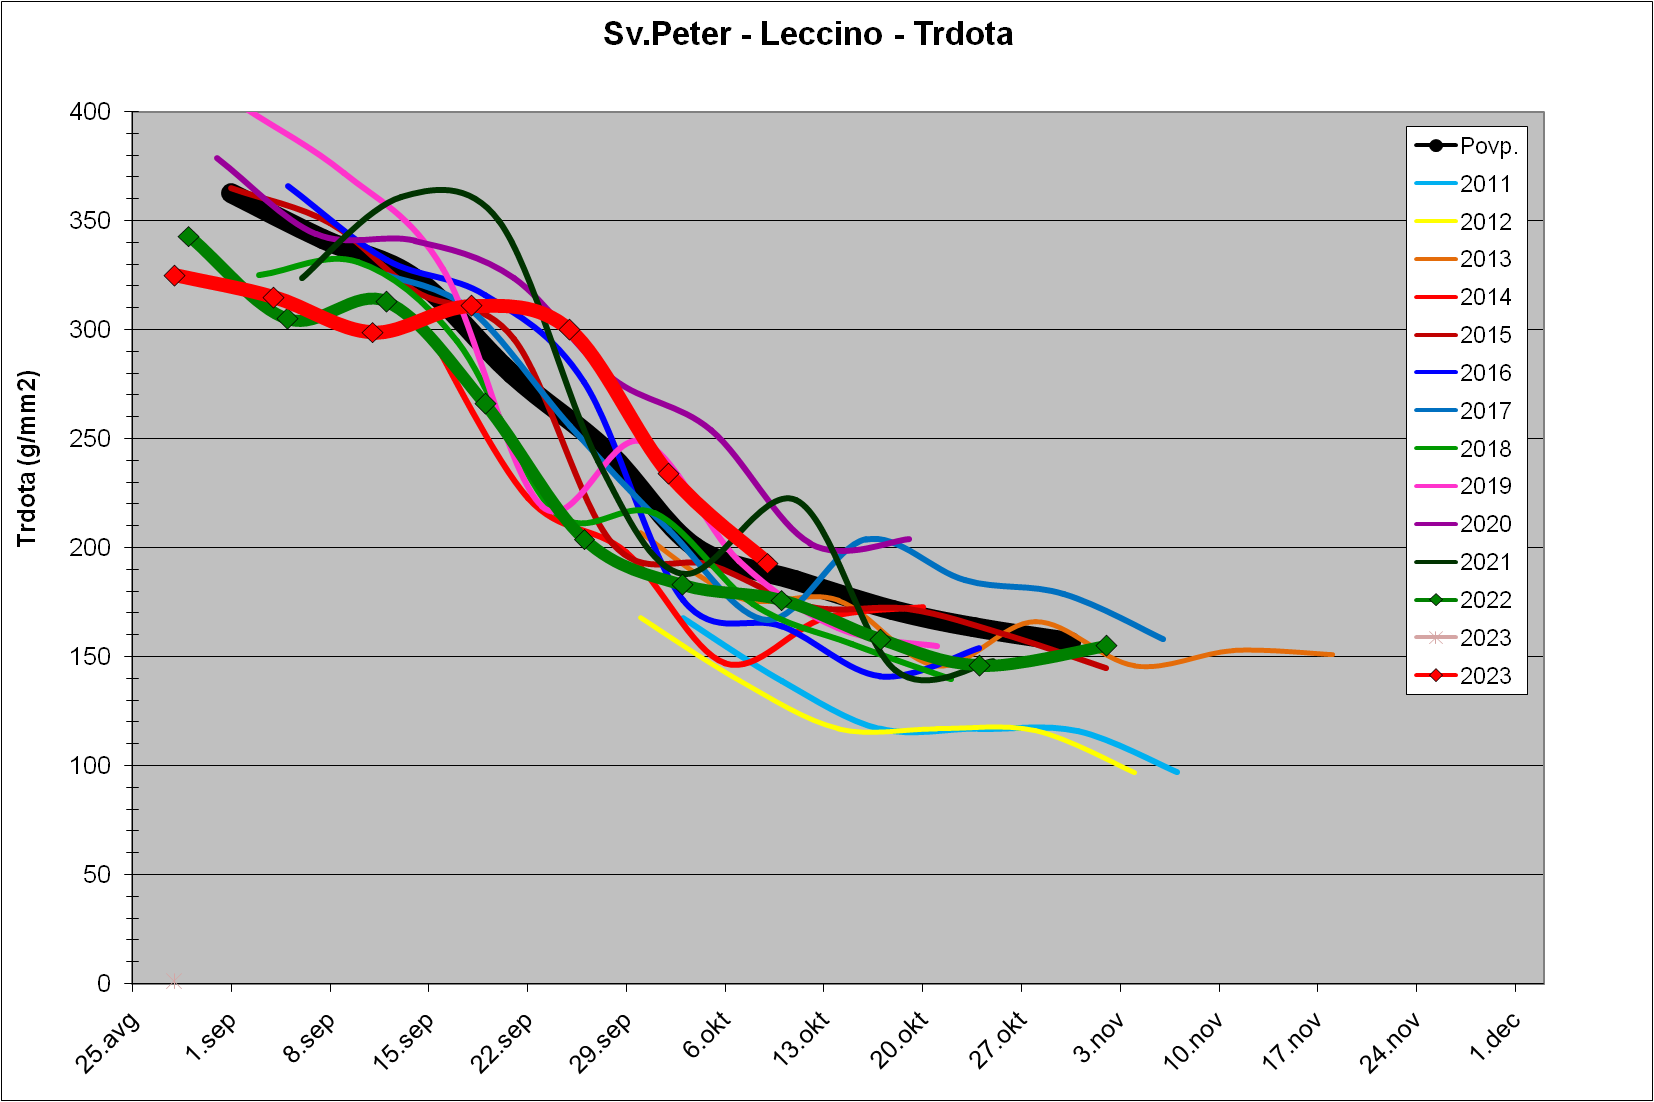 Sv.Peter - Leccino - Trdota
Trdota (g/mm2)
400
350
300
250
200
150
100
50
0
25.avg
1.sep
8.sep
15.sep
22.sep
29.sep
6.okt
13.okt
20.okt
27.okt
3.nov
10.nov
17.nov
24.nov
1.dec
Povp.
2011
2012
2013
2014
2015
2016
2017
2018
2019
2020
2021
2022
2023
2023